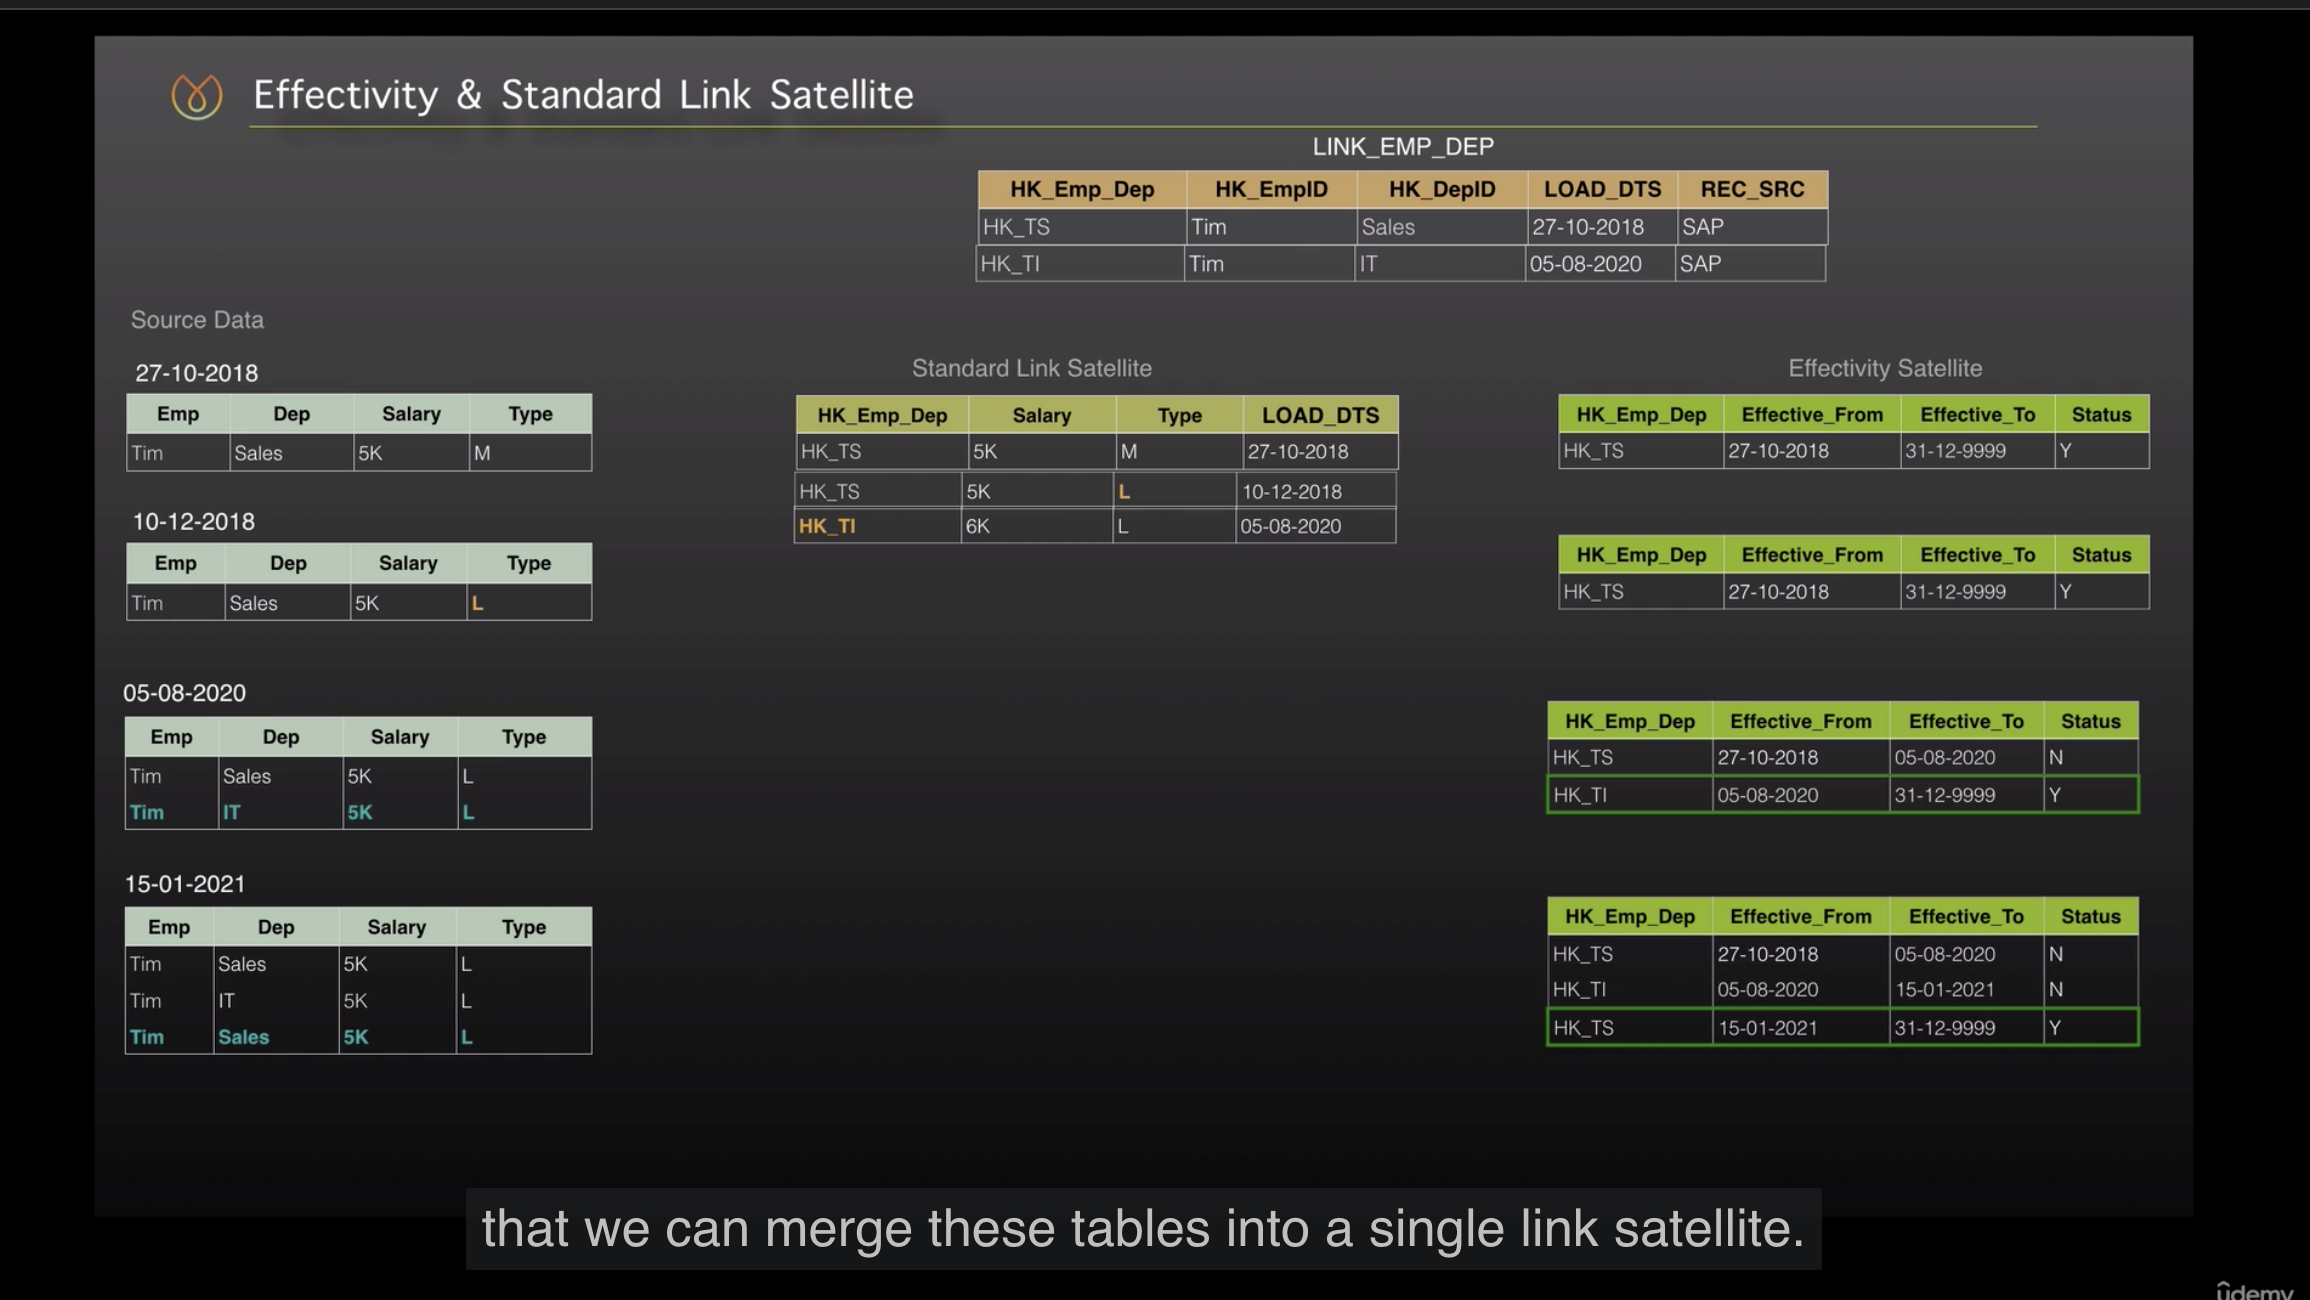 Effectivity & Standard Link Satellite
LINK_EMP_DEP
HK_Emp_Dep HK_EmpID HK_DepID LOAD_DTS REC_SRC
HK_TS Tim Sales 27-10-2018 SAP
HK_TI Tim IT 05-08-2020 SAP
Source Data
27-10-2018
Emp Dep Salary Type
Tim Sales 5K M
10-12-2018
Emp Dep Salary Type
Tim Sales 5K L
05-08-2020
Emp Dep Salary Type
Tim Sales 5K L
Tim IT 5K L
15-01-2021
Emp Dep Salary Type
Tim Sales 5K L
Tim IT 5K L
Tim Sales 5K L
Standard Link Satellite
HK_Emp_Dep Salary Type LOAD_DTS
HK_TS 5K M 27-10-2018
HK_TS 5K L 10-12-2018
HK_TI 6K L 05-08-2020
Effectivity Satellite
HK_Emp_Dep Effective_From Effective_To Status
HK_TS 27-10-2018 31-12-9999 Y
HK_Emp_Dep Effective_From Effective_To Status
HK_TS 27-10-2018 31-12-9999 Y
HK_Emp_Dep Effective_From Effective_To Status
HK_TS 27-10-2018 05-08-2020 N
HK_TI 05-08-2020 31-12-9999 Y
HK_Emp_Dep Effective_From Effective_To Status
HK_TS 27-10-2018 05-08-2020 N
HK_TI 05-08-2020 15-01-2021 N
HK_TS 15-01-2021 31-12-9999 Y
that we can merge these tables into a single link satellite.
ûdemy